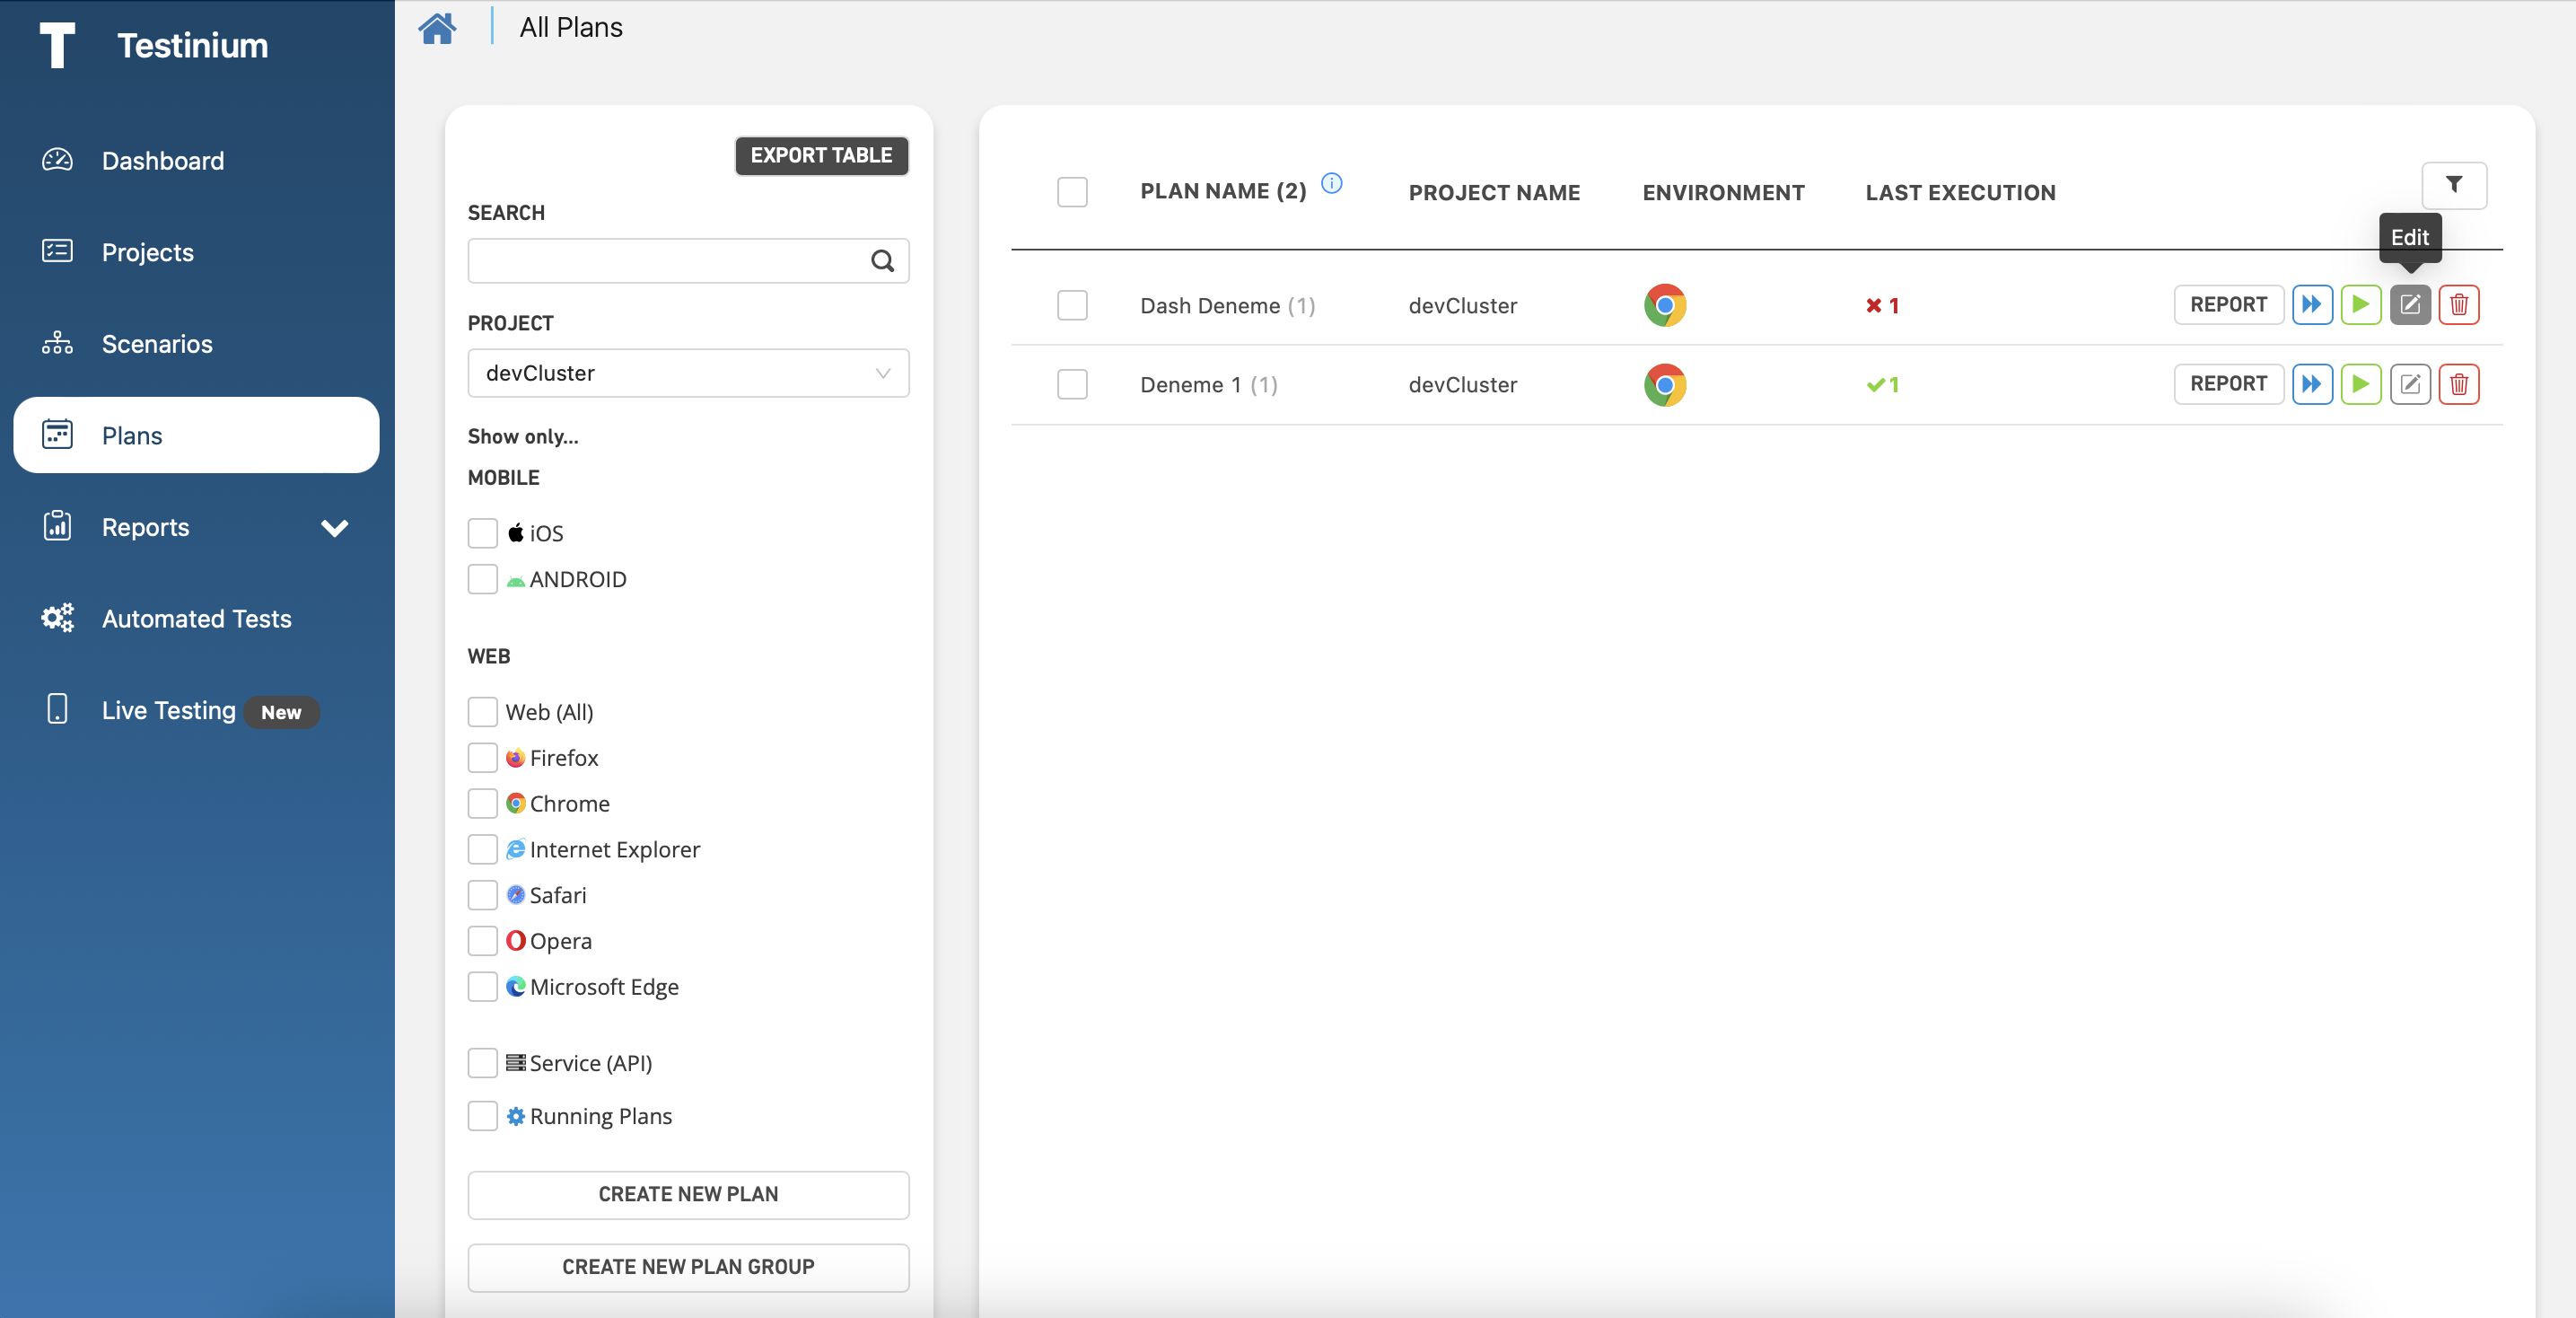 Testinium
Dashboard
Projects
Scenarios
Plans
Reports
Automated Tests
Live Testing New
All Plans
EXPORT TABLE
SEARCH
PROJECT
devCluster
Show only...
MOBILE
iOS
ANDROID
WEB
Web (All)
Firefox
Chrome
Internet Explorer
Safari
Opera
Microsoft Edge
Service (API)
Running Plans
CREATE NEW PLAN
CREATE NEW PLAN GROUP
PLAN NAME (2) PROJECT NAME ENVIRONMENT LAST EXECUTION
Edit
Dash Deneme (1) devCluster 1 REPORT
Deneme 1 (1) devCluster 1 REPORT